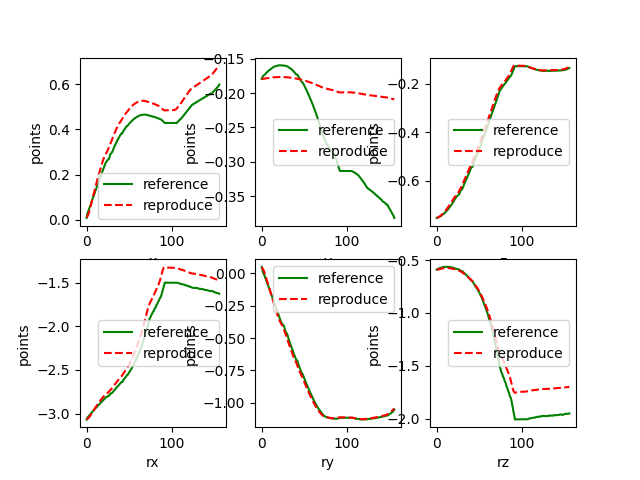 0.6
0.4
0.2
0.0
points
reference
reproduce
0
100
−0.15
−0.20
−0.25
−0.30
−0.35
points
reference
reproduce
0
100
−0.2
−0.4
−0.6
points
reference
reproduce
0
100
−1.5
−2.0
−2.5
−3.0
points
reference
reproduce
0
100
rx
0.00
−0.25
−0.50
−0.75
−1.00
points
reference
reproduce
0
100
ry
−0.5
−1.0
−1.5
−2.0
points
reference
reproduce
0
100
rz